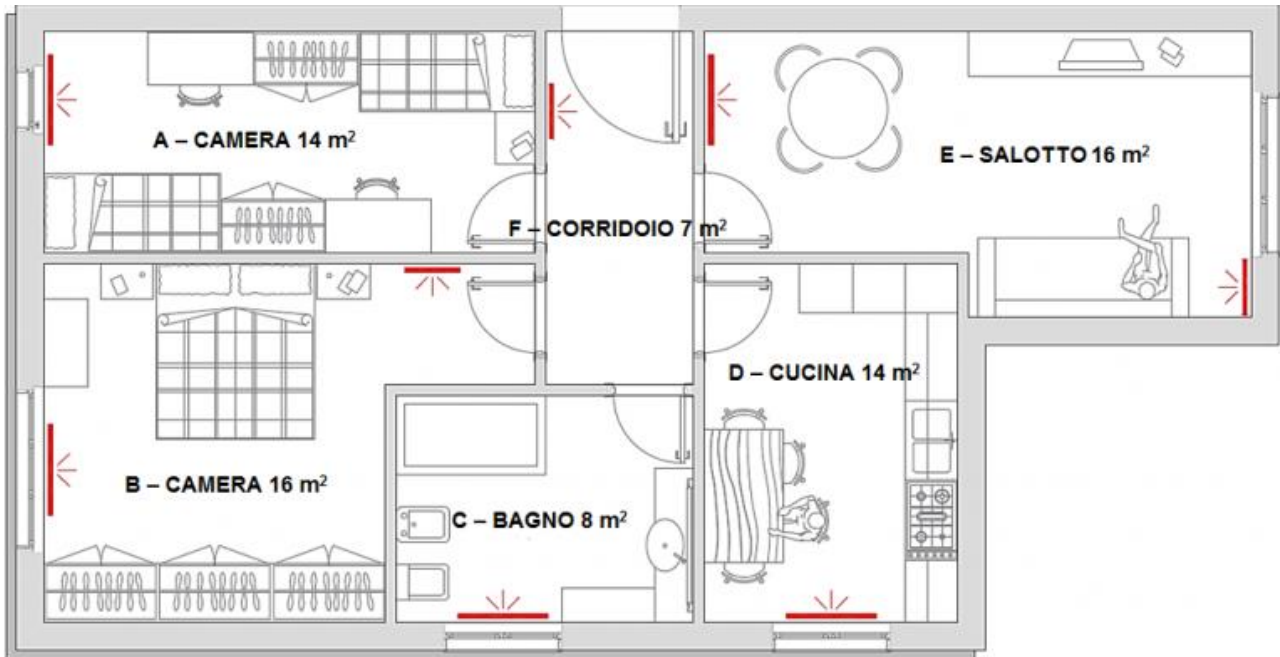 A – CAMERA 14 m²
E – SALOTTO 16 m²
F – CORRIDOIO 7 m²
D – CUCINA 14 m²
B – CAMERA 16 m²
C – BAGNO 8 m²